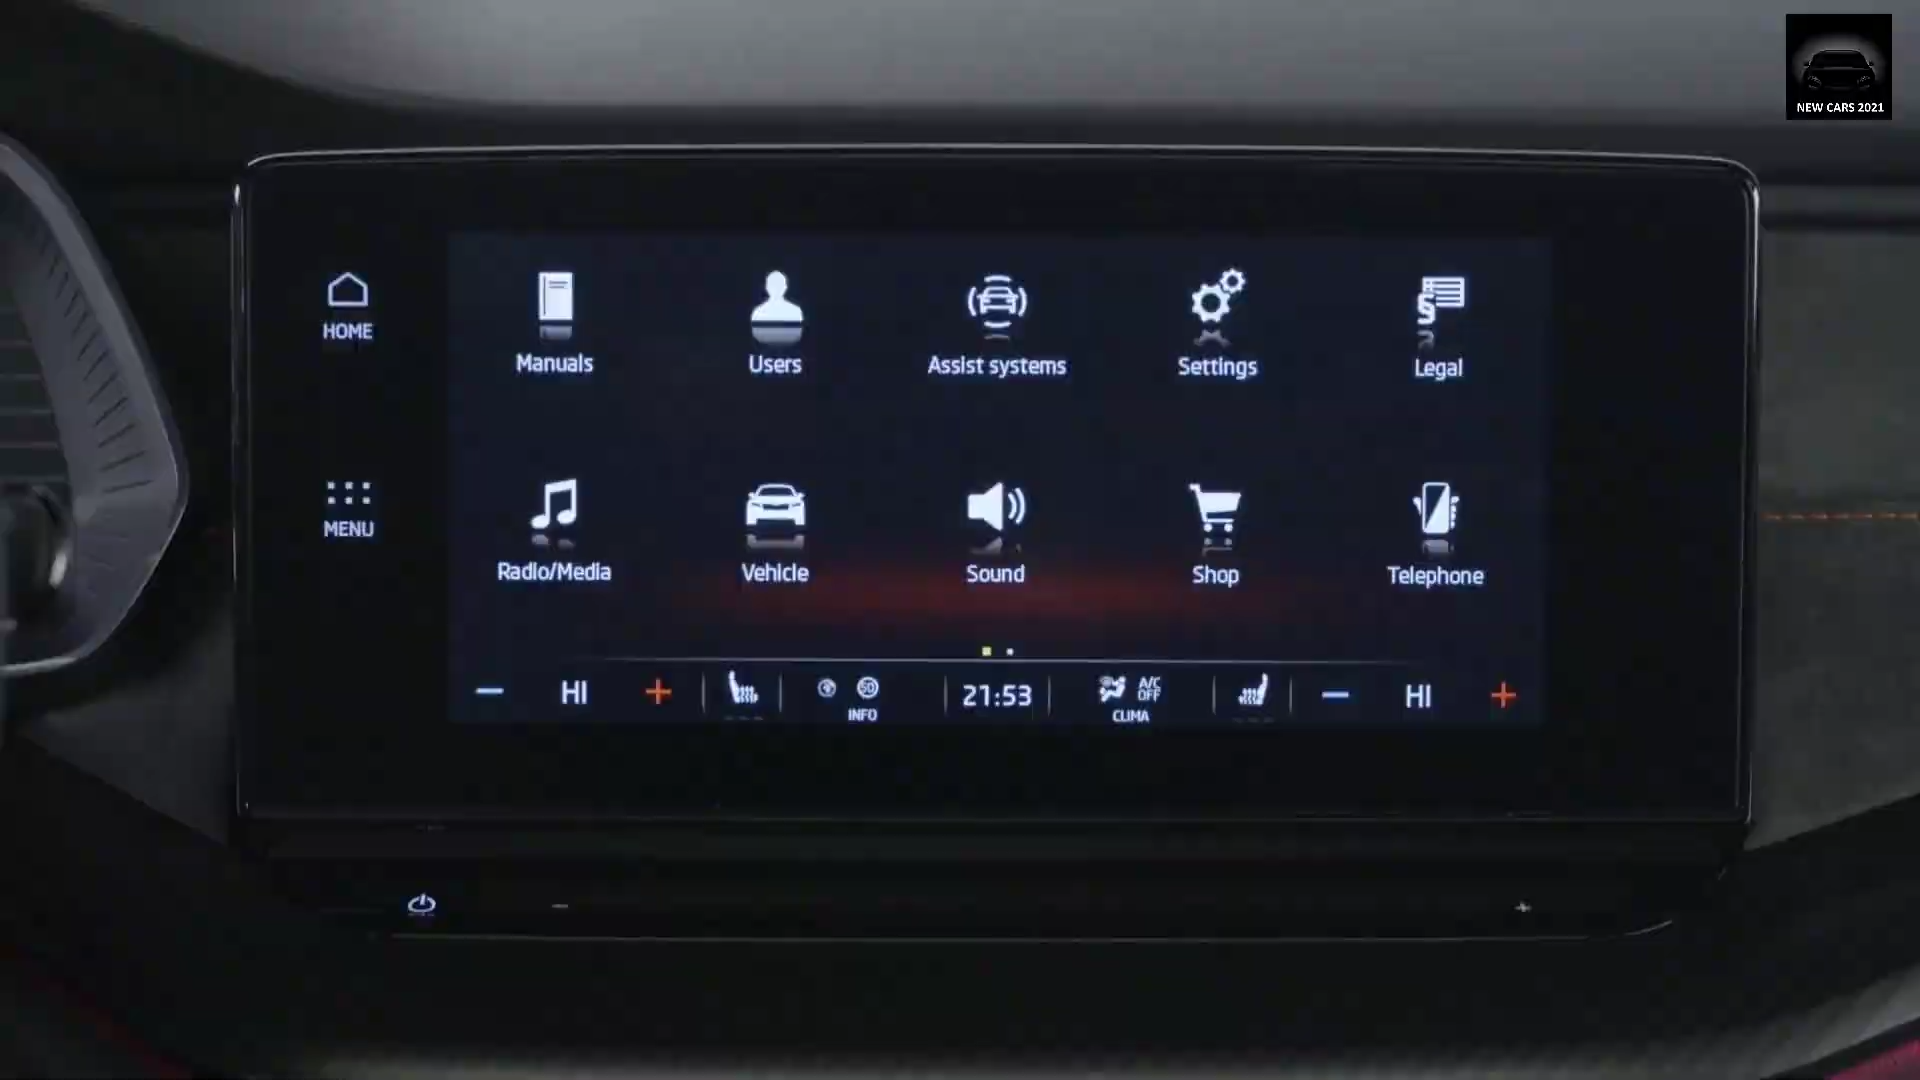 NEW CARS 2021
HOME
Manuals
Users
Assist systems
Settings
Legal
MENU
Radio/Media
Vehicle
Sound
Shop
Telephone
− HI +
INFO
21:53
A/C
OFF
CLIMA
− HI +
− +